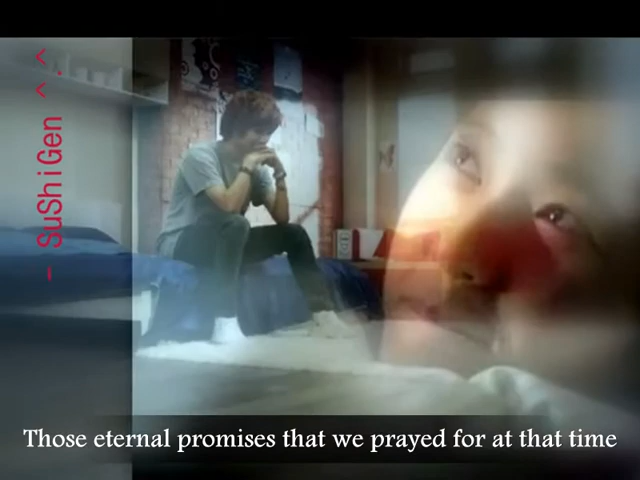 - SuShiGen ^.^
Those eternal promises that we prayed for at that time